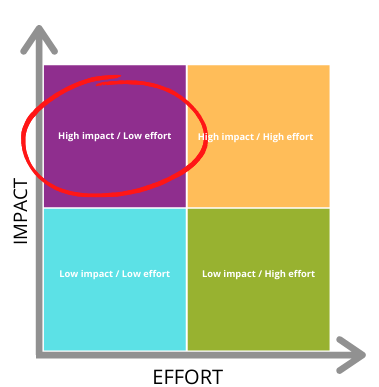 High impact / Low effort
High impact / High effort
IMPACT
Low impact / Low effort
Low impact / High effort
EFFORT